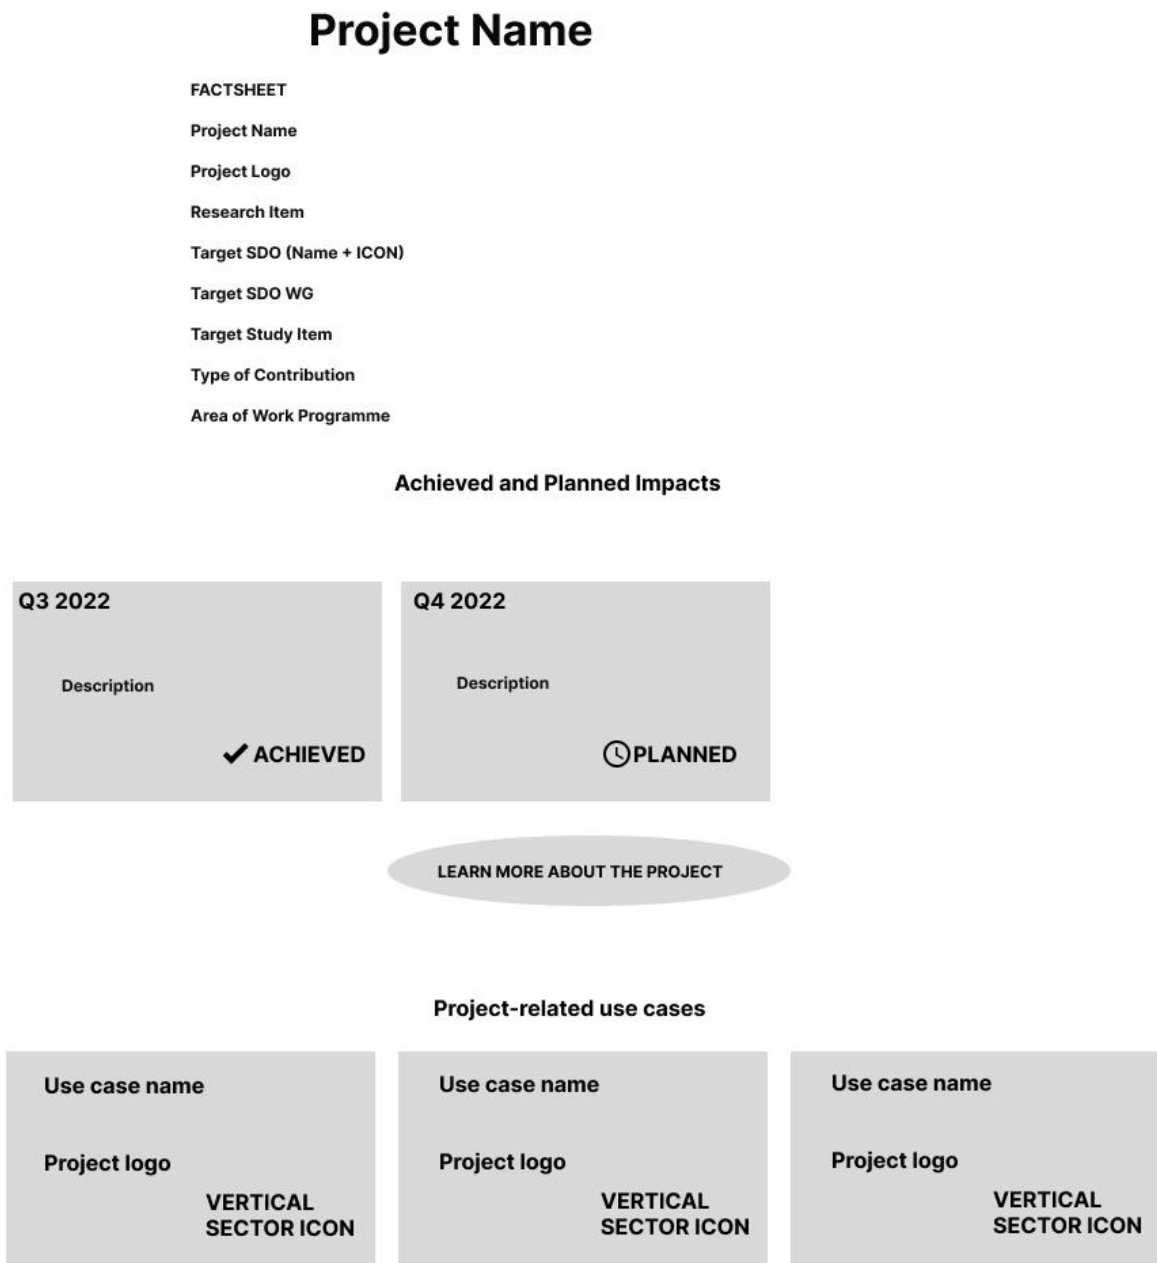 Project Name
FACTSHEET
Project Name
Project Logo
Research Item
Target SDO (Name + ICON)
Target SDO WG
Target Study Item
Type of Contribution
Area of Work Programme
Achieved and Planned Impacts
Q3 2022
Description
ACHIEVED
Q4 2022
Description
PLANNED
LEARN MORE ABOUT THE PROJECT
Project-related use cases
Use case name
Project logo
VERTICAL
SECTOR ICON
Use case name
Project logo
VERTICAL
SECTOR ICON
Use case name
Project logo
VERTICAL
SECTOR ICON